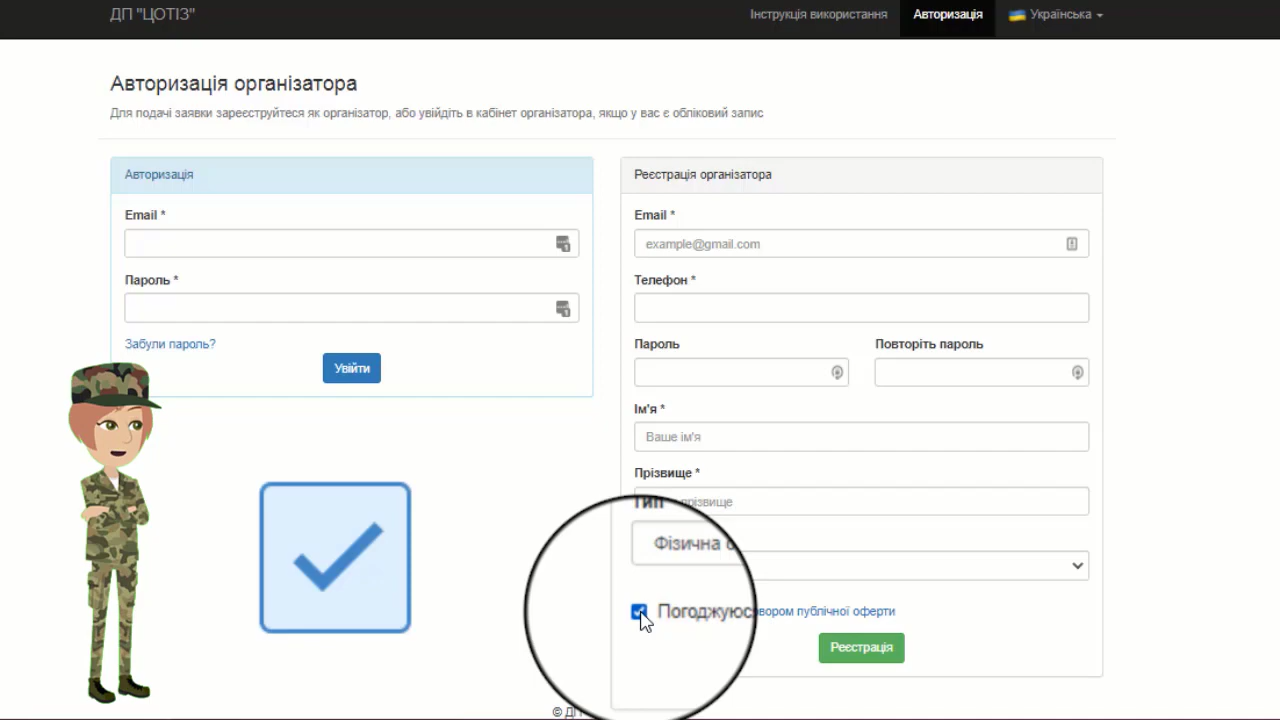 ДП "ЦОТІЗ"
Інструкція використання
Авторизація
Українська
Авторизація організатора
Для подачі заявки зареєструйтеся як організатор, або увійдіть в кабінет організатора, якщо у вас є обліковий запис
Авторизація
Email *
Пароль *
Забули пароль?
Увійти
Реєстрація організатора
Email *
example@gmail.com
Телефон *
Пароль
Повторіть пароль
Ім'я *
Ваше ім'я
Прізвище *
прізвище
Тип
Фізична
публічної оферти
Реєстрація
© ДП